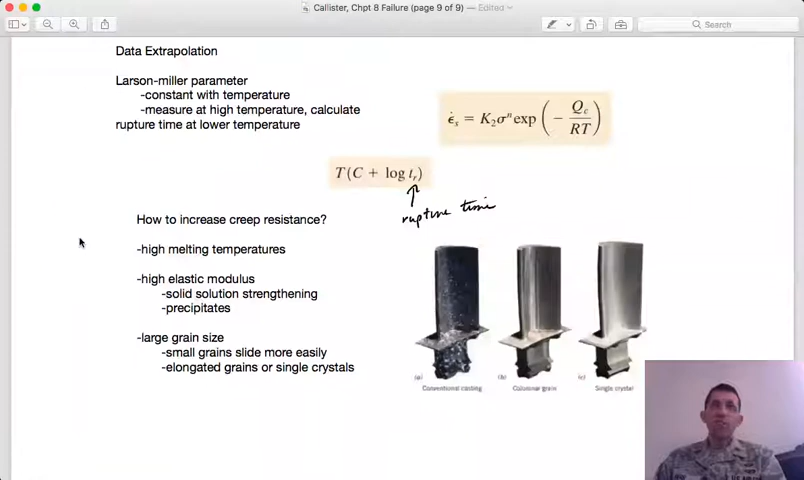 Callister, Chpt 8 Failure (page 9 of 9) — Edited
Search
Data Extrapolation
Larson-miller parameter
-constant with temperature
-measure at high temperature, calculate
rupture time at lower temperature
ε̇ₛ = K₂σⁿ exp(−Q_c/RT)
T(C + log tᵣ)
rupture time
How to increase creep resistance?
-high melting temperatures
-high elastic modulus
-solid solution strengthening
-precipitates
-large grain size
-small grains slide more easily
-elongated grains or single crystals
(a) Conventional casting
(b) Columnar grain
(c) Single crystal